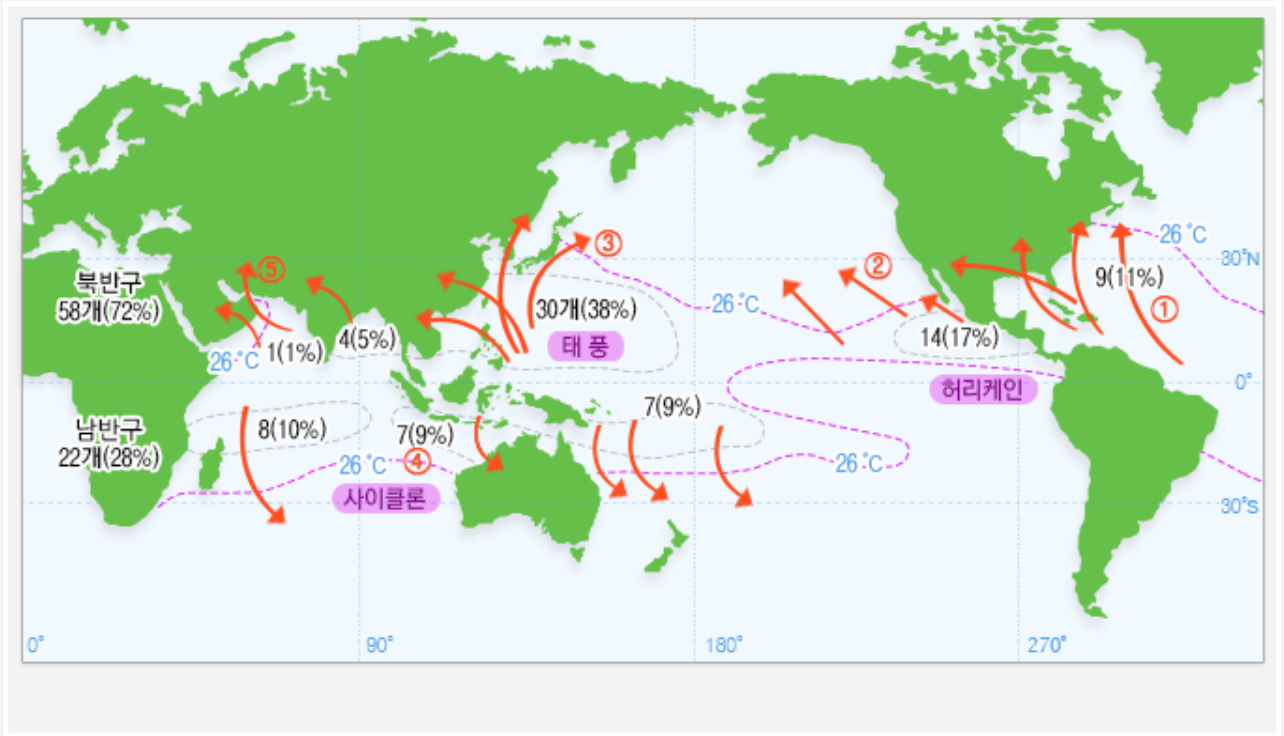 26 ℃
③
30°N
⑤
②
북반구
58개(72%)
9(11%)
30개(38%)
26 ℃
①
4(5%)
14(17%)
태 풍
1(1%)
26 ℃
0°
허리케인
7(9%)
남반구
22개(28%)
8(10%)
7(9%)
26 ℃
④
26 ℃
사이클론
30°S
0°
90°
180°
270°